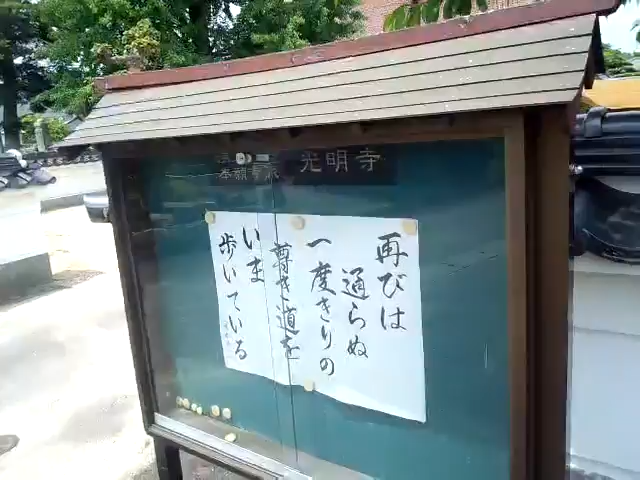 本願寺派
光明寺
再びは
通らぬ
一度きりの
尊き道を
いま
歩いている